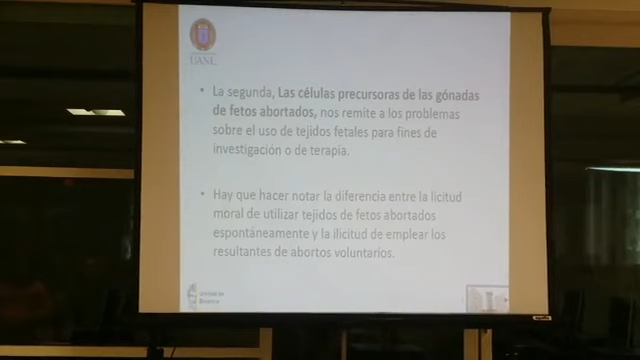 UANL
• La segunda, Las células precursoras de las gónadas
de fetos abortados, nos remite a los problemas
sobre el uso de tejidos fetales para fines de
investigación o de terapia.
• Hay que hacer notar la diferencia entre la licitud
moral de utilizar tejidos de fetos abortados
espontáneamente y la ilicitud de emplear los
resultantes de abortos voluntarios.